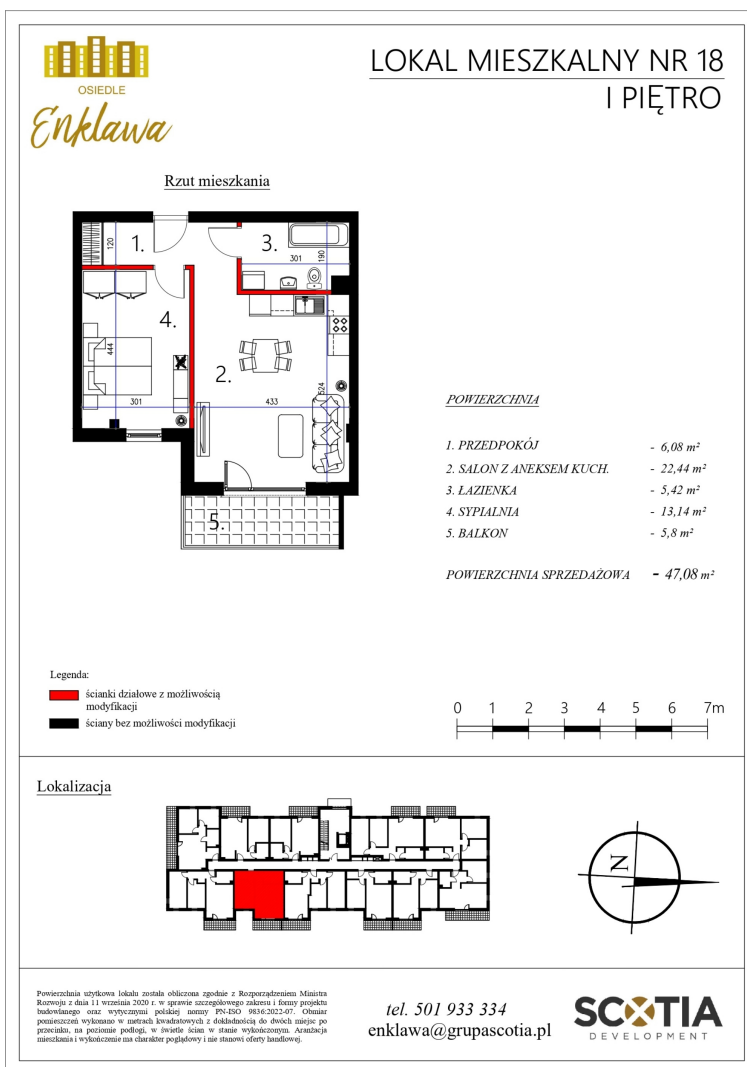 OSIEDLE
Enklawa
LOKAL MIESZKALNY NR 18
I PIĘTRO
Rzut mieszkania
1.
120
3.
301
190
4.
444
301
2.
433
524
5.
POWIERZCHNIA
1. PRZEDPOKÓJ - 6,08 m²
2. SALON Z ANEKSEM KUCH. - 22,44 m²
3. ŁAZIENKA - 5,42 m²
4. SYPIALNIA - 13,14 m²
5. BALKON - 5,8 m²
POWIERZCHNIA SPRZEDAŻOWA - 47,08 m²
Legenda:
ścianki działowe z możliwością
modyfikacji
ściany bez możliwości modyfikacji
0 1 2 3 4 5 6 7m
Lokalizacja
N
Powierzchnia użytkowa lokalu została obliczona zgodnie z Rozporządzeniem Ministra
Rozwoju z dnia 11 września 2020 r. w sprawie szczegółowego zakresu i formy projektu
budowlanego oraz wytycznymi polskiej normy PN-ISO 9836:2022-07. Obmiar
pomieszczeń wykonano w metrach kwadratowych z dokładnością do dwóch miejsc po
przecinku, na poziomie podłogi, w świetle ścian w stanie wykończonym. Aranżacja
mieszkania i wykończenie ma charakter poglądowy i nie stanowi oferty handlowej.
tel. 501 933 334
enklawa@grupascotia.pl
SCOTIA
DEVELOPMENT